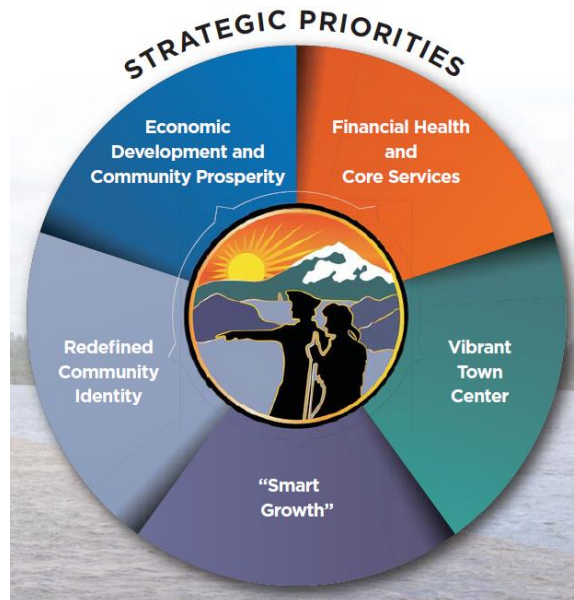 STRATEGIC PRIORITIES
Economic
Development and
Community Prosperity
Financial Health
and
Core Services
Redefined
Community
Identity
Vibrant
Town
Center
“Smart
Growth”